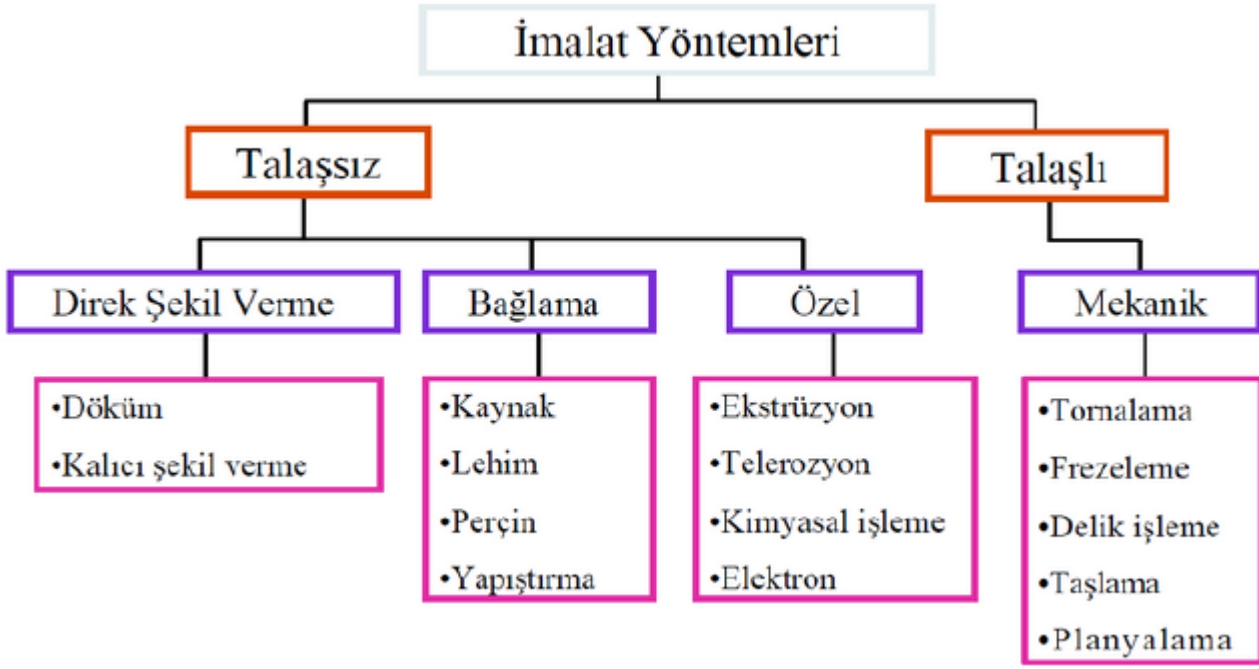 İmalat Yöntemleri
Talaşsız
Talaşlı
Direk Şekil Verme
Bağlama
Özel
Mekanik
•Döküm
•Kalıcı şekil verme
•Kaynak
•Lehim
•Perçin
•Yapıştırma
•Ekstrüzyon
•Telerozyon
•Kimyasal işleme
•Elektron
•Tornalama
•Frezeleme
•Delik işleme
•Taşlama
•Planyalama